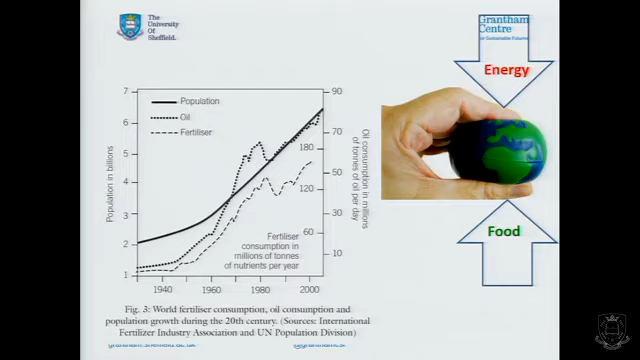 The
University
Of
Sheffield.
Grantham
Centre
for Sustainable Futures
Energy
Food
Population
Oil
Fertiliser
7
6
5
4
3
2
1
Population in billions
90
70
50
30
10
180
120
60
Oil consumption in millions
of tonnes of oil per day
Fertiliser
consumption in
millions of tonnes
of nutrients per year
1940
1960
1980
2000
Fig. 3: World fertiliser consumption, oil consumption and
population growth during the 20th century. (Sources: International
Fertilizer Industry Association and UN Population Division)